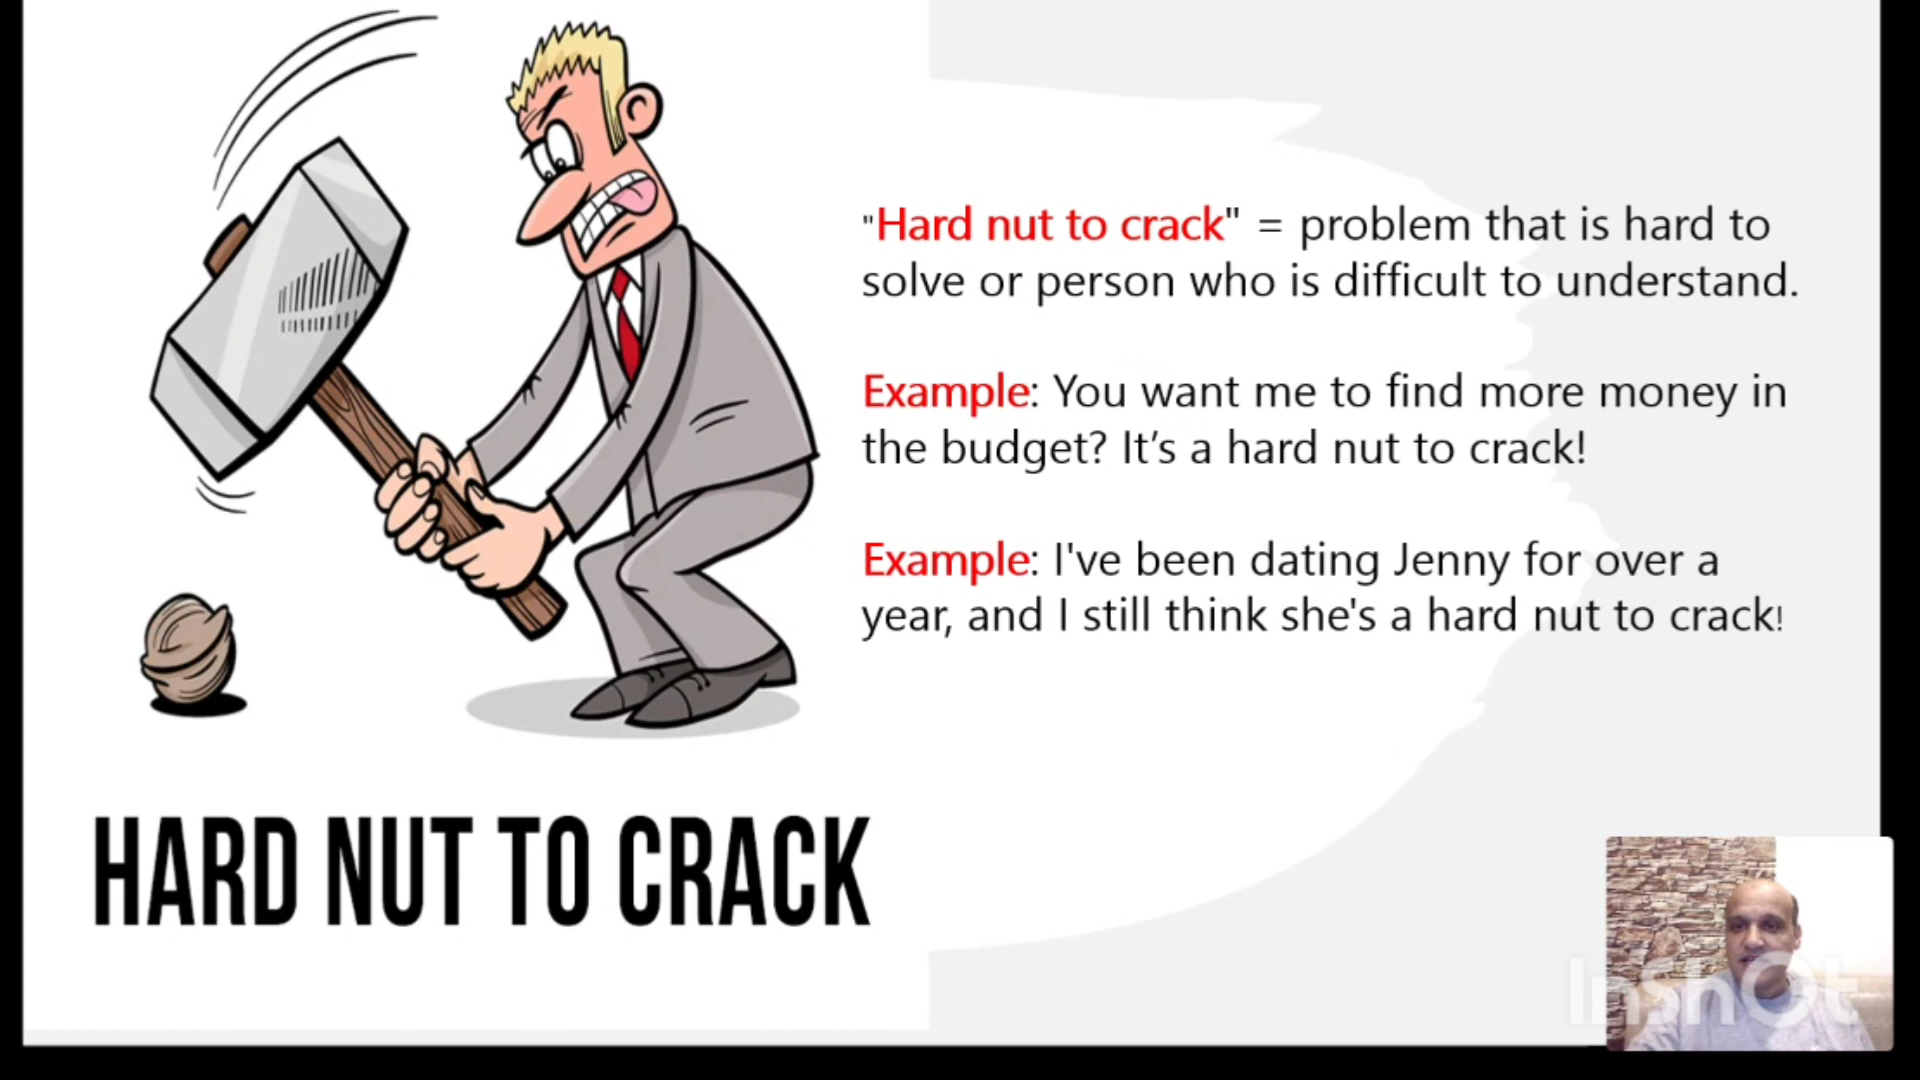 "Hard nut to crack" = problem that is hard to
solve or person who is difficult to understand.
Example: You want me to find more money in
the budget? It’s a hard nut to crack!
Example: I've been dating Jenny for over a
year, and I still think she's a hard nut to crack!
HARD NUT TO CRACK
InShOt